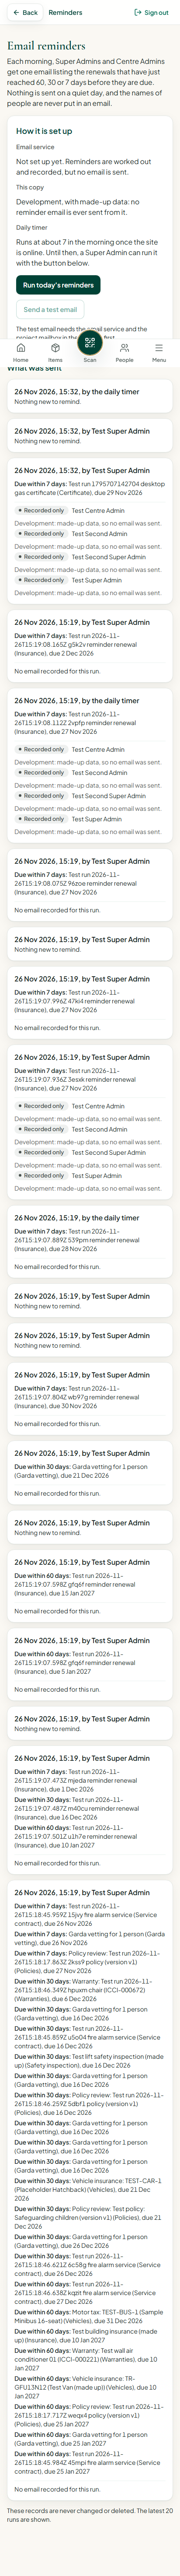 Back
Reminders
Sign out
Email reminders
Each morning, Super Admins and Centre Admins
get one email listing the renewals that have just
reached 60, 30 or 7 days before they are due.
Nothing is sent on a quiet day, and the names of
people are never put in an email.
How it is set up
Email service
Not set up yet. Reminders are worked
out and recorded, but no email is sent.
This copy
Development, with made-up data: no
reminder email is ever sent from it.
Daily timer
Runs at about 7 in the morning once the site
is online. Until then, a Super Admin can run it
with the button below.
Run today's reminders
Send a test email
The test email needs the email service and the
Home
Items
Scan
People
Menu
What was sent
26 Nov 2026, 15:32, by the daily timer
Nothing new to remind.
26 Nov 2026, 15:32, by Test Super Admin
Nothing new to remind.
26 Nov 2026, 15:32, by Test Super Admin
Due within 7 days: Test run 1795707142704 desktop
gas certificate (Certificate), due 29 Nov 2026
Recorded only Test Centre Admin
Development: made-up data, so no email was sent.
Recorded only Test Second Admin
Development: made-up data, so no email was sent.
Recorded only Test Second Super Admin
Development: made-up data, so no email was sent.
Recorded only Test Super Admin
Development: made-up data, so no email was sent.
26 Nov 2026, 15:19, by Test Super Admin
Due within 7 days: Test run 2026-11-
26T15:19:08.165Z g5k2v reminder renewal
(Insurance), due 2 Dec 2026
No email recorded for this run.
26 Nov 2026, 15:19, by the daily timer
Due within 7 days: Test run 2026-11-
26T15:19:08.112Z 2vpfp reminder renewal
(Insurance), due 27 Nov 2026
Recorded only Test Centre Admin
Development: made-up data, so no email was sent.
Recorded only Test Second Admin
Development: made-up data, so no email was sent.
Recorded only Test Second Super Admin
Development: made-up data, so no email was sent.
Recorded only Test Super Admin
Development: made-up data, so no email was sent.
26 Nov 2026, 15:19, by Test Super Admin
Due within 7 days: Test run 2026-11-
26T15:19:08.075Z 96zoe reminder renewal
(Insurance), due 27 Nov 2026
No email recorded for this run.
26 Nov 2026, 15:19, by Test Super Admin
Nothing new to remind.
26 Nov 2026, 15:19, by Test Super Admin
Due within 7 days: Test run 2026-11-
26T15:19:07.996Z 47ki4 reminder renewal
(Insurance), due 27 Nov 2026
No email recorded for this run.
26 Nov 2026, 15:19, by Test Super Admin
Due within 7 days: Test run 2026-11-
26T15:19:07.936Z 3esxk reminder renewal
(Insurance), due 27 Nov 2026
Recorded only Test Centre Admin
Development: made-up data, so no email was sent.
Recorded only Test Second Admin
Development: made-up data, so no email was sent.
Recorded only Test Second Super Admin
Development: made-up data, so no email was sent.
Recorded only Test Super Admin
Development: made-up data, so no email was sent.
26 Nov 2026, 15:19, by the daily timer
Due within 7 days: Test run 2026-11-
26T15:19:07.889Z 539pm reminder renewal
(Insurance), due 28 Nov 2026
No email recorded for this run.
26 Nov 2026, 15:19, by Test Super Admin
Nothing new to remind.
26 Nov 2026, 15:19, by Test Super Admin
Nothing new to remind.
26 Nov 2026, 15:19, by Test Super Admin
Due within 7 days: Test run 2026-11-
26T15:19:07.804Z wb97g reminder renewal
(Insurance), due 30 Nov 2026
No email recorded for this run.
26 Nov 2026, 15:19, by Test Super Admin
Due within 30 days: Garda vetting for 1 person
(Garda vetting), due 21 Dec 2026
No email recorded for this run.
26 Nov 2026, 15:19, by Test Super Admin
Nothing new to remind.
26 Nov 2026, 15:19, by Test Super Admin
Due within 60 days: Test run 2026-11-
26T15:19:07.598Z gfq6f reminder renewal
(Insurance), due 15 Jan 2027
No email recorded for this run.
26 Nov 2026, 15:19, by Test Super Admin
Due within 60 days: Test run 2026-11-
26T15:19:07.598Z gfq6f reminder renewal
(Insurance), due 5 Jan 2027
No email recorded for this run.
26 Nov 2026, 15:19, by Test Super Admin
Nothing new to remind.
26 Nov 2026, 15:19, by Test Super Admin
Due within 7 days: Test run 2026-11-
26T15:19:07.473Z mjeda reminder renewal
(Insurance), due 1 Dec 2026
Due within 30 days: Test run 2026-11-
26T15:19:07.487Z m40cu reminder renewal
(Insurance), due 16 Dec 2026
Due within 60 days: Test run 2026-11-
26T15:19:07.501Z u1h7e reminder renewal
(Insurance), due 10 Jan 2027
No email recorded for this run.
26 Nov 2026, 15:19, by Test Super Admin
Due within 7 days: Test run 2026-11-
26T15:18:45.959Z 15jvy fire alarm service (Service
contract), due 26 Nov 2026
Due within 7 days: Garda vetting for 1 person (Garda
vetting), due 26 Nov 2026
Due within 7 days: Policy review: Test run 2026-11-
26T15:18:17.863Z 2kss9 policy (version v1)
(Policies), due 27 Nov 2026
Due within 30 days: Warranty: Test run 2026-11-
26T15:18:46.349Z hpuxm chair (ICCI-000672)
(Warranties), due 6 Dec 2026
Due within 30 days: Garda vetting for 1 person
(Garda vetting), due 16 Dec 2026
Due within 30 days: Test run 2026-11-
26T15:18:45.859Z u5o04 fire alarm service (Service
contract), due 16 Dec 2026
Due within 30 days: Test lift safety inspection (made
up) (Safety inspection), due 16 Dec 2026
Due within 30 days: Garda vetting for 1 person
(Garda vetting), due 16 Dec 2026
Due within 30 days: Policy review: Test run 2026-11-
26T15:18:46.259Z 5dbf1 policy (version v1)
(Policies), due 16 Dec 2026
Due within 30 days: Garda vetting for 1 person
(Garda vetting), due 16 Dec 2026
Due within 30 days: Garda vetting for 1 person
(Garda vetting), due 16 Dec 2026
Due within 30 days: Garda vetting for 1 person
(Garda vetting), due 16 Dec 2026
Due within 30 days: Vehicle insurance: TEST-CAR-1
(Placeholder Hatchback) (Vehicles), due 21 Dec
2026
Due within 30 days: Policy review: Test policy:
Safeguarding children (version v1) (Policies), due 21
Dec 2026
Due within 30 days: Garda vetting for 1 person
(Garda vetting), due 26 Dec 2026
Due within 30 days: Test run 2026-11-
26T15:18:46.621Z 6c58g fire alarm service (Service
contract), due 26 Dec 2026
Due within 60 days: Test run 2026-11-
26T15:18:46.638Z kqzjt fire alarm service (Service
contract), due 27 Dec 2026
Due within 60 days: Motor tax: TEST-BUS-1 (Sample
Minibus 16-seat) (Vehicles), due 31 Dec 2026
Due within 60 days: Test building insurance (made
up) (Insurance), due 10 Jan 2027
Due within 60 days: Warranty: Test wall air
conditioner 01 (ICCI-000221) (Warranties), due 10
Jan 2027
Due within 60 days: Vehicle insurance: TR-
GFU13N12 (Test Van (made up)) (Vehicles), due 10
Jan 2027
Due within 60 days: Policy review: Test run 2026-11-
26T15:18:17.717Z weqx4 policy (version v1)
(Policies), due 25 Jan 2027
Due within 60 days: Garda vetting for 1 person
(Garda vetting), due 25 Jan 2027
Due within 60 days: Test run 2026-11-
26T15:18:45.984Z 45mpi fire alarm service (Service
contract), due 25 Jan 2027
No email recorded for this run.
These records are never changed or deleted. The latest 20
runs are shown.